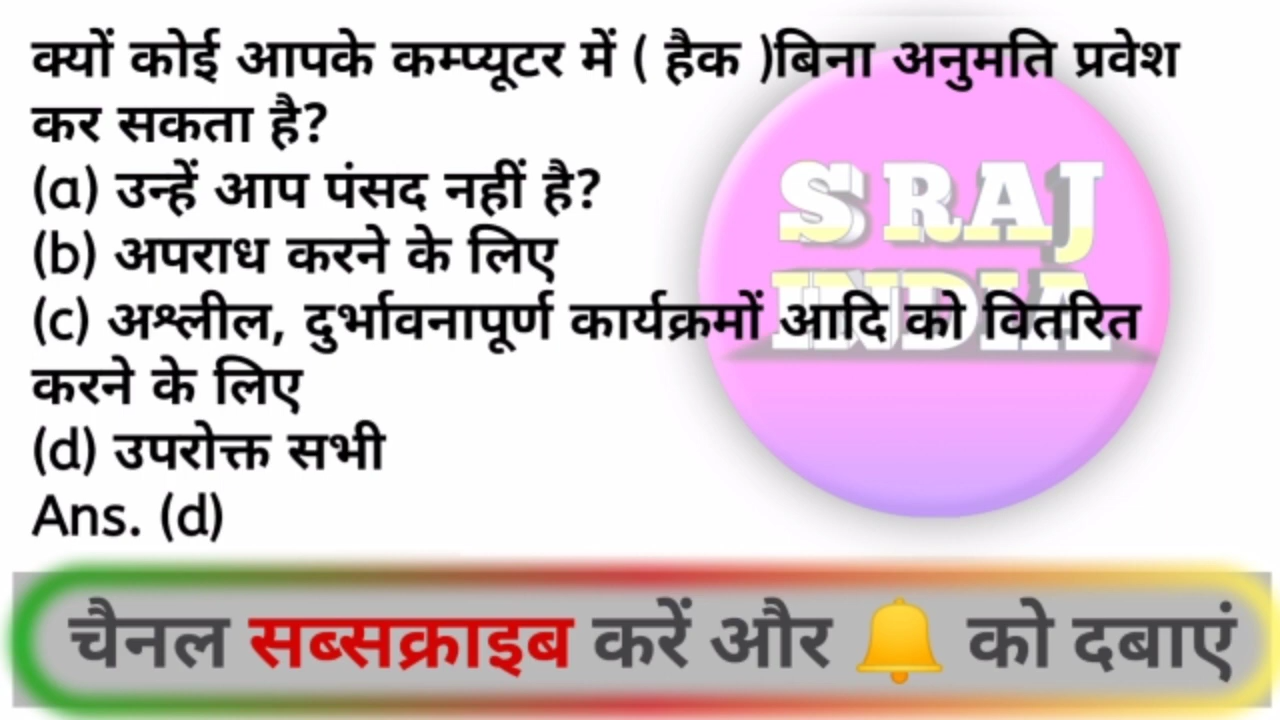 क्यों कोई आपके कम्प्यूटर में ( हैक )बिना अनुमति प्रवेश
कर सकता है?
(a) उन्हें आप पंसद नहीं है?
(b) अपराध करने के लिए
(c) अश्लील, दुर्भावनापूर्ण कार्यक्रमों आदि को वितरित
करने के लिए
(d) उपरोक्त सभी
Ans. (d)
S RAJ
INDIA
चैनल सब्सक्राइब करें और 🔔 को दबाएं